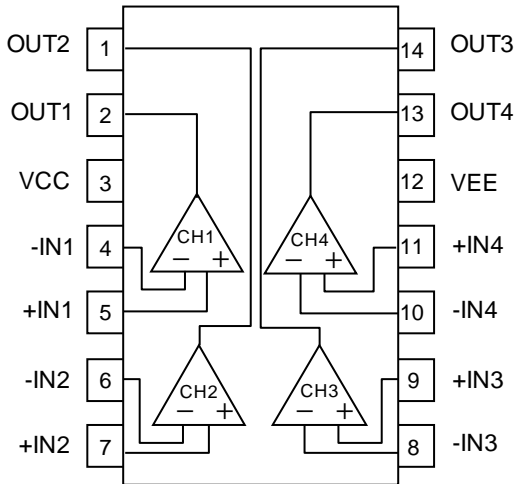 OUT2 1 14 OUT3
OUT1 2 13 OUT4
VCC 3 12 VEE
CH1 CH4
-IN1 4 − + − + 11 +IN4
+IN1 5 10 -IN4
-IN2 6 9 +IN3
CH2 CH3
− + − +
+IN2 7 8 -IN3